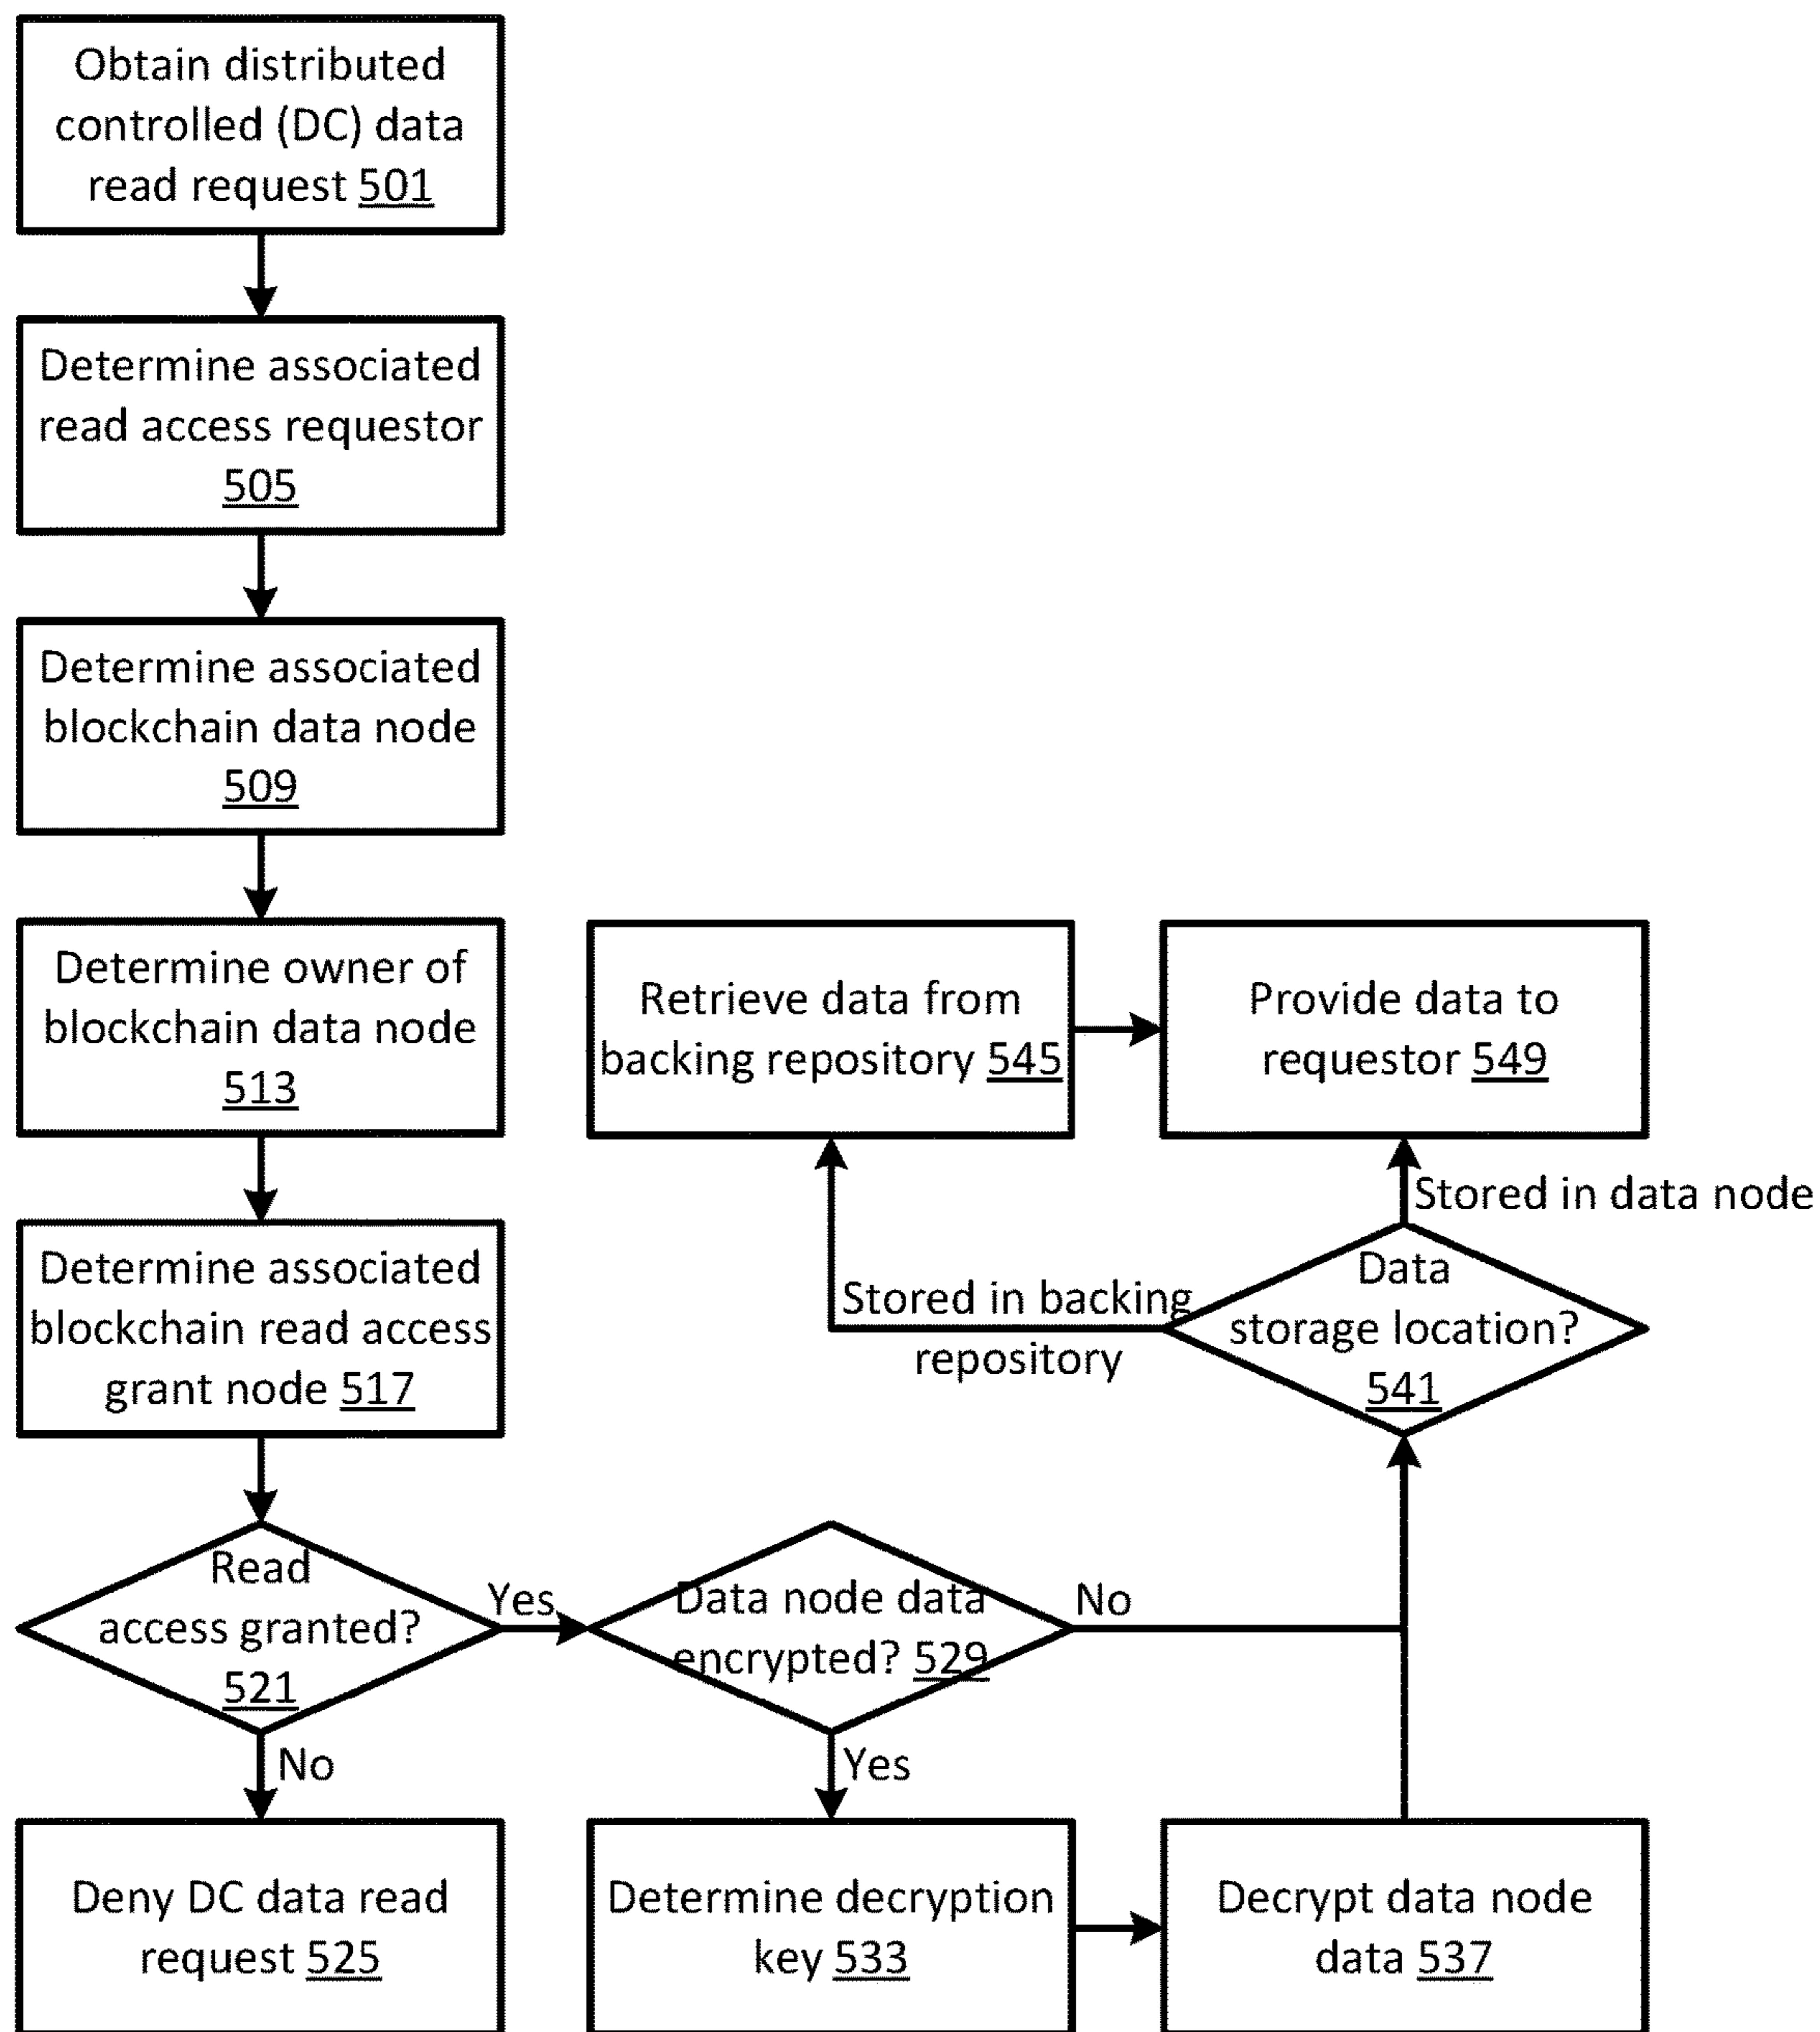 Obtain distributed
controlled (DC) data
read request 501
Determine associated
read access requestor
505
Determine associated
blockchain data node
509
Determine owner of
blockchain data node
513
Determine associated
blockchain read access
grant node 517
Read
access granted?
521
Yes
No
Deny DC data read
request 525
Data node data
encrypted? 529
No
Yes
Determine decryption
key 533
Decrypt data node
data 537
Data
storage location?
541
Stored in backing
repository
Stored in data node
Retrieve data from
backing repository 545
Provide data to
requestor 549